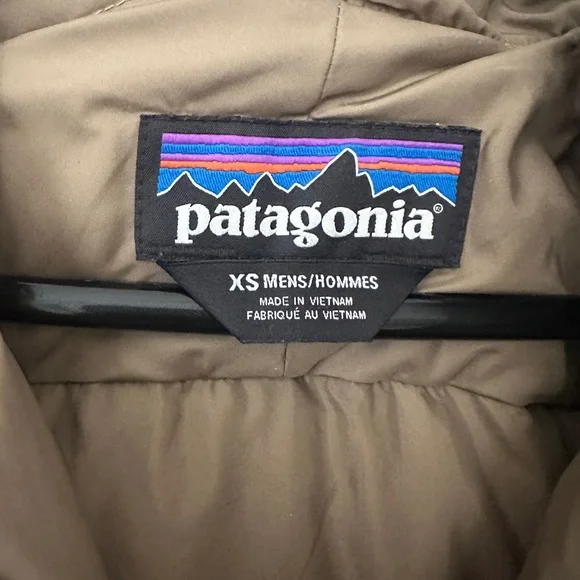 patagonia®
XS MENS/HOMMES
MADE IN VIETNAM
FABRIQUÉ AU VIETNAM